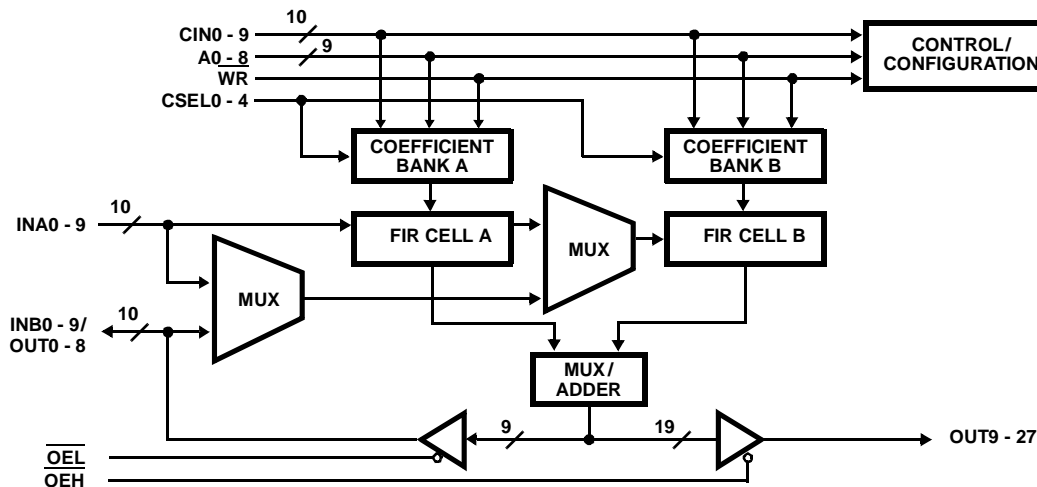 10
CIN0 - 9
9
A0 - 8
WR
CSEL0 - 4
CONTROL/
CONFIGURATION
COEFFICIENT
BANK A
COEFFICIENT
BANK B
10
INA0 - 9
FIR CELL A
MUX
FIR CELL B
MUX
10
INB0 - 9/
OUT0 - 8
MUX/
ADDER
9
19
OUT9 - 27
OEL
OEH